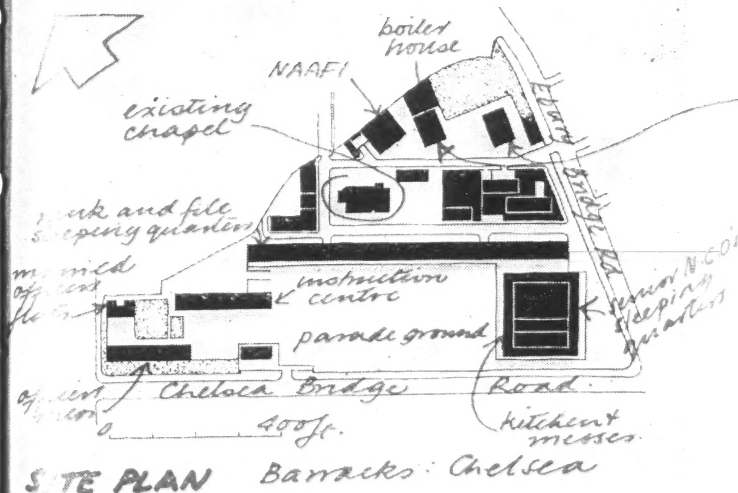 boiler
house
NAAFI
existing
chapel
Ebury Bridge Rd
rank and file
sleeping quarters
married
officers
flats
instruction
centre
parade ground
senior N.C.O's
sleeping
quarters
officers
Chelsea Bridge Road
0 400ft.
kitchen +
messes
SITE PLAN Barracks : Chelsea